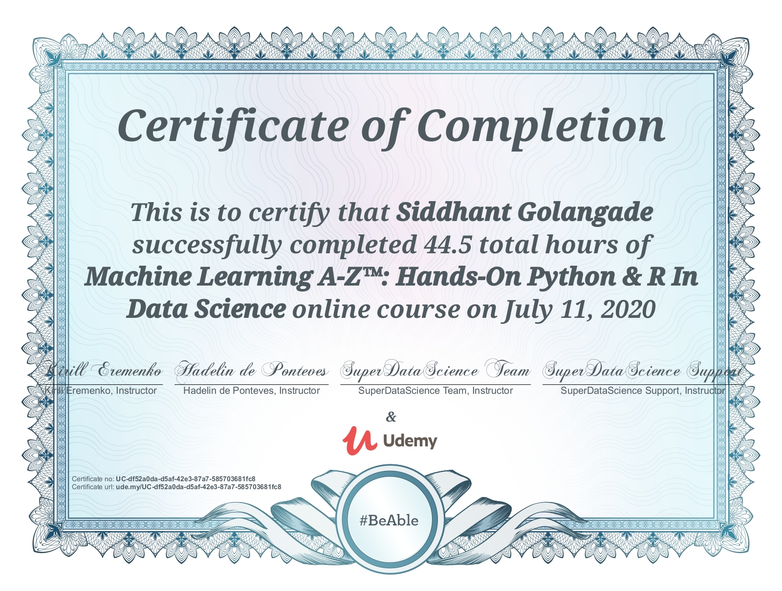 Certificate of Completion
This is to certify that Siddhant Golangade
successfully completed 44.5 total hours of
Machine Learning A-Z™: Hands-On Python & R In
Data Science online course on July 11, 2020
Kirill Eremenko Hadelin de Ponteves SuperDataScience Team SuperDataScience Support
Kirill Eremenko, Instructor Hadelin de Ponteves, Instructor SuperDataScience Team, Instructor SuperDataScience Support, Instructor
&
Udemy
Certificate no: UC-df52a0da-d5af-42e3-87a7-585703681fc8
Certificate url: ude.my/UC-df52a0da-d5af-42e3-87a7-585703681fc8
#BeAble